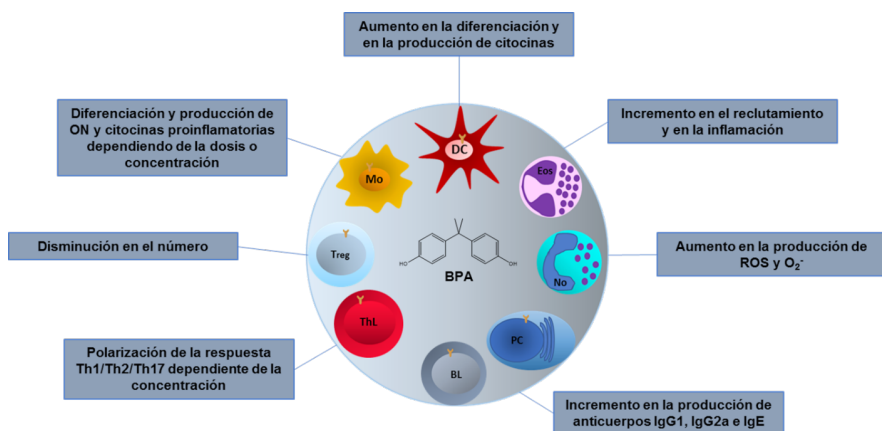 Aumento en la diferenciación y
en la producción de citocinas
Diferenciación y producción de
ON y citocinas proinflamatorias
dependiendo de la dosis o
concentración
Incremento en el reclutamiento
y en la inflamación
DC
Eos
Mo
Disminución en el número
Treg
HO
OH
BPA
No
Aumento en la producción de
ROS y O₂⁻
ThL
PC
BL
Polarización de la respuesta
Th1/Th2/Th17 dependiente de la
concentración
Incremento en la producción de
anticuerpos IgG1, IgG2a e IgE